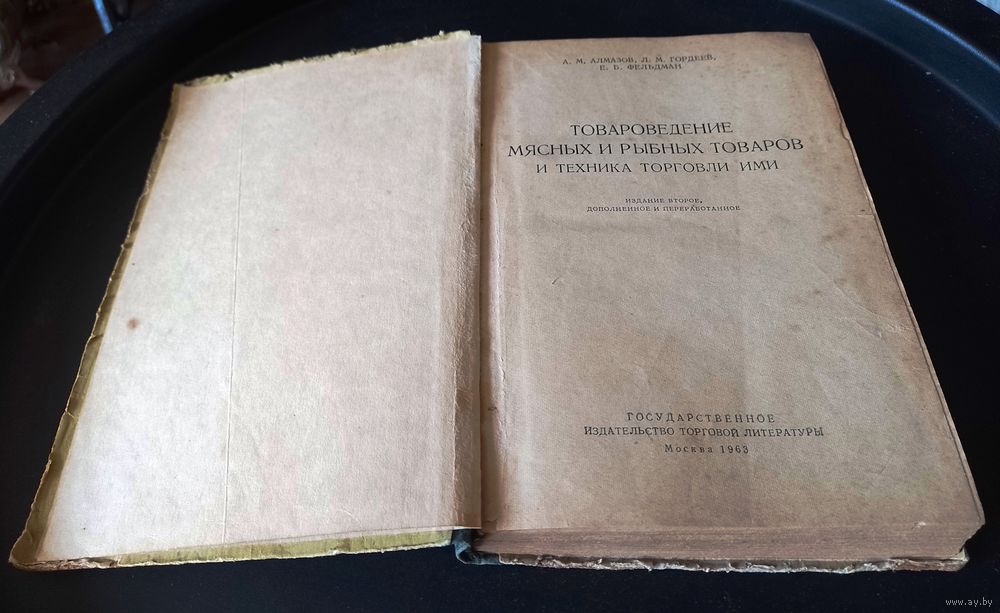 А. М. АЛМАЗОВ, Л. М. ГОРДЕЕВ,
Е. Б. ФЕЛЬДМАН
ТОВАРОВЕДЕНИЕ
МЯСНЫХ И РЫБНЫХ ТОВАРОВ
И ТЕХНИКА ТОРГОВЛИ ИМИ
ИЗДАНИЕ ВТОРОЕ,
ДОПОЛНЕННОЕ И ПЕРЕРАБОТАННОЕ
ГОСУДАРСТВЕННОЕ
ИЗДАТЕЛЬСТВО ТОРГОВОЙ ЛИТЕРАТУРЫ
Москва 1963
www.ay.by